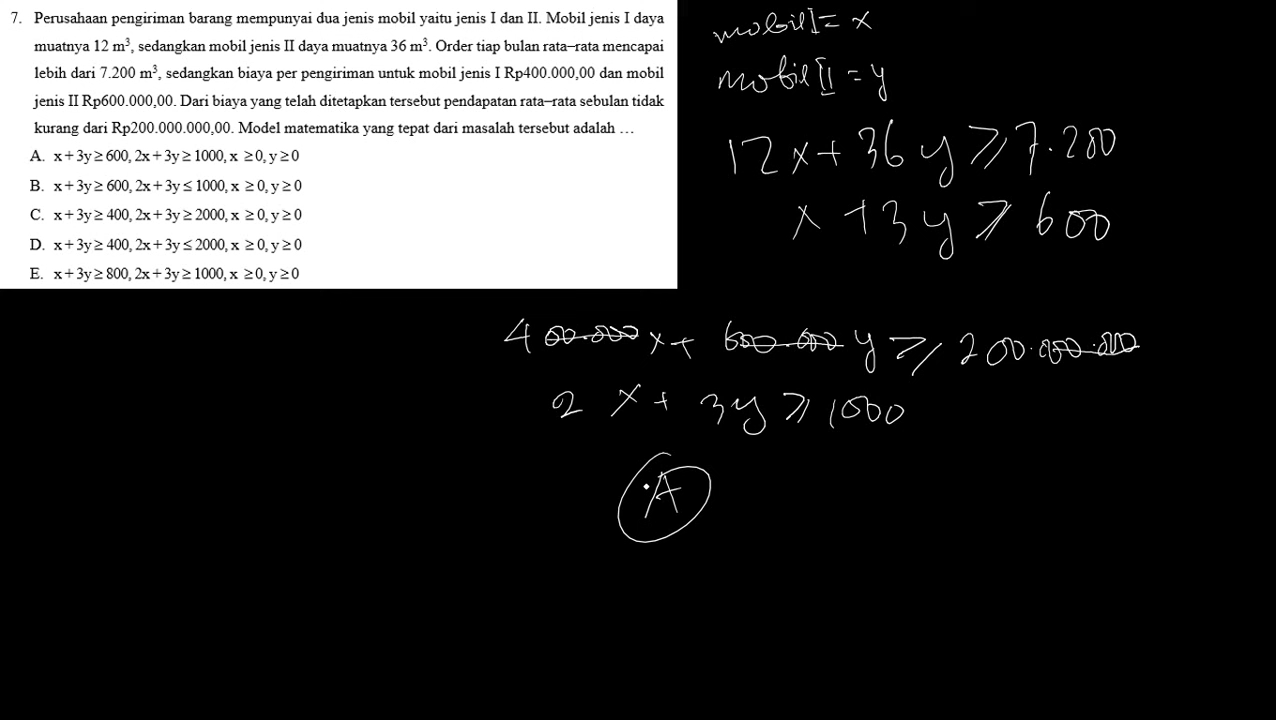 7. Perusahaan pengiriman barang mempunyai dua jenis mobil yaitu jenis I dan II. Mobil jenis I daya
muatnya 12 m³, sedangkan mobil jenis II daya muatnya 36 m³. Order tiap bulan rata–rata mencapai
lebih dari 7.200 m³, sedangkan biaya per pengiriman untuk mobil jenis I Rp400.000,00 dan mobil
jenis II Rp600.000,00. Dari biaya yang telah ditetapkan tersebut pendapatan rata–rata sebulan tidak
kurang dari Rp200.000.000,00. Model matematika yang tepat dari masalah tersebut adalah …
A. x + 3y ≥ 600, 2x + 3y ≥ 1000, x ≥ 0, y ≥ 0
B. x + 3y ≥ 600, 2x + 3y ≤ 1000, x ≥ 0, y ≥ 0
C. x + 3y ≥ 400, 2x + 3y ≥ 2000, x ≥ 0, y ≥ 0
D. x + 3y ≥ 400, 2x + 3y ≤ 2000, x ≥ 0, y ≥ 0
E. x + 3y ≥ 800, 2x + 3y ≥ 1000, x ≥ 0, y ≥ 0
mobil I = x
mobil II = y
12x + 36y ≥ 7.200
x + 3y ≥ 600
400.000 x + 600.000 y ≥ 200.000.000
2x + 3y ≥ 1000
A